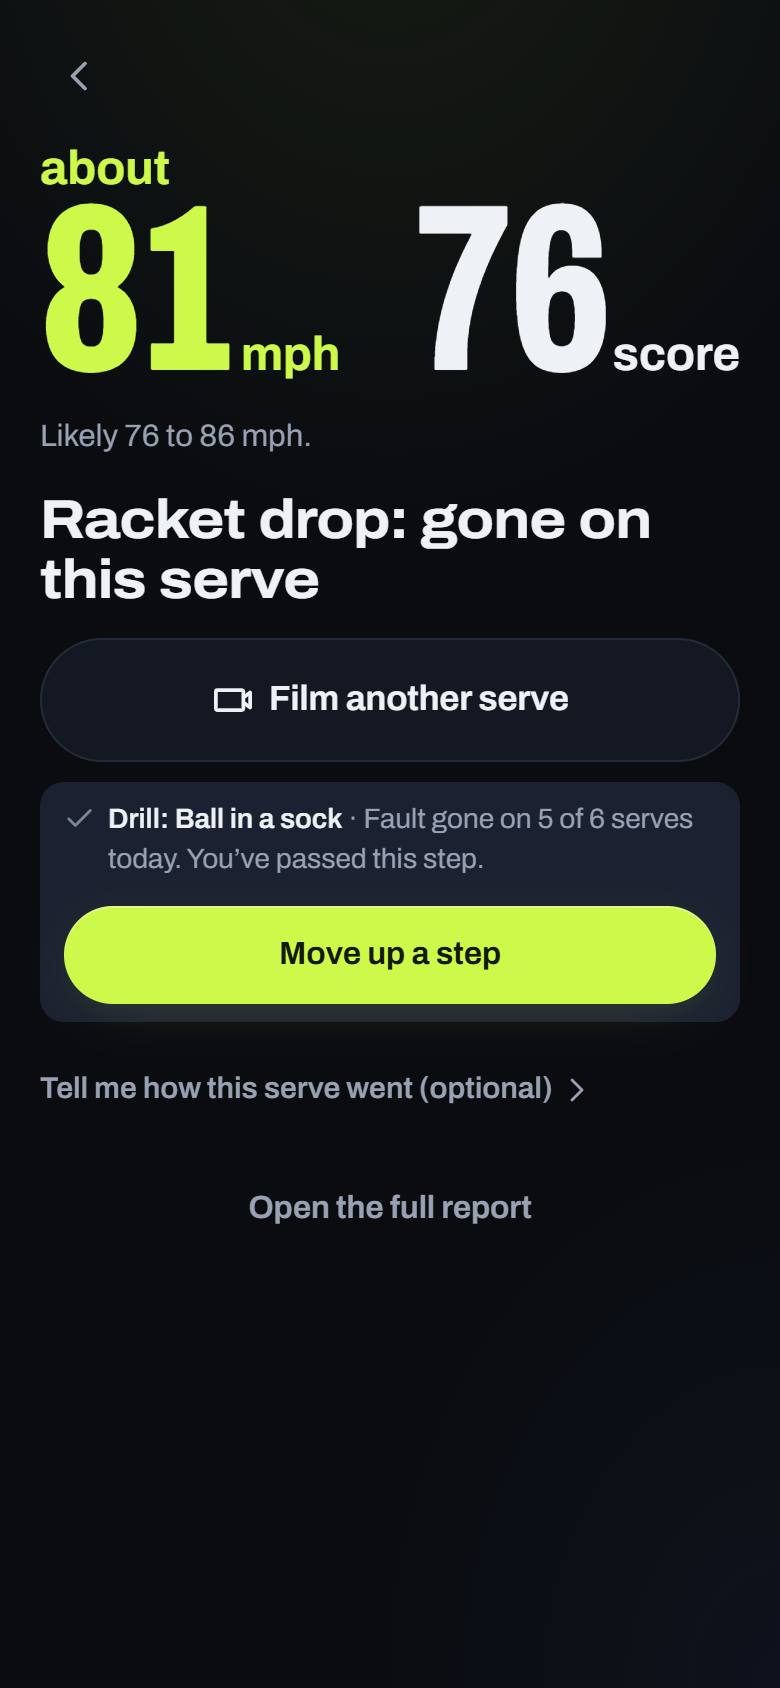 about
81 mph
76 score
Likely 76 to 86 mph.
Racket drop: gone on
this serve
Film another serve
Drill: Ball in a sock · Fault gone on 5 of 6 serves
today. You’ve passed this step.
Move up a step
Tell me how this serve went (optional)
Open the full report